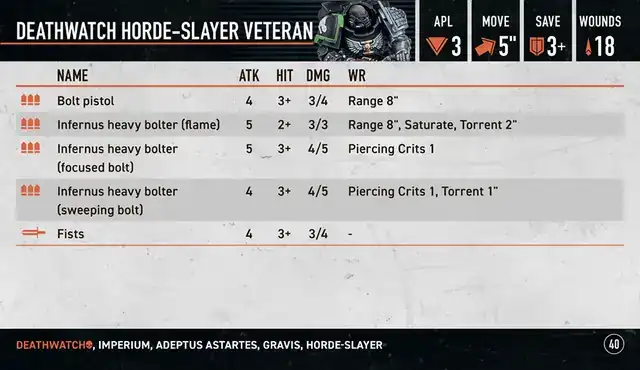 DEATHWATCH HORDE-SLAYER VETERAN
APL MOVE SAVE WOUNDS
3 5" 3+ 18
NAME ATK HIT DMG WR
Bolt pistol 4 3+ 3/4 Range 8"
Infernus heavy bolter (flame) 5 2+ 3/3 Range 8", Saturate, Torrent 2"
Infernus heavy bolter 5 3+ 4/5 Piercing Crits 1
(focused bolt)
Infernus heavy bolter 4 3+ 4/5 Piercing Crits 1, Torrent 1"
(sweeping bolt)
Fists 4 3+ 3/4 -
DEATHWATCH, IMPERIUM, ADEPTUS ASTARTES, GRAVIS, HORDE-SLAYER
40